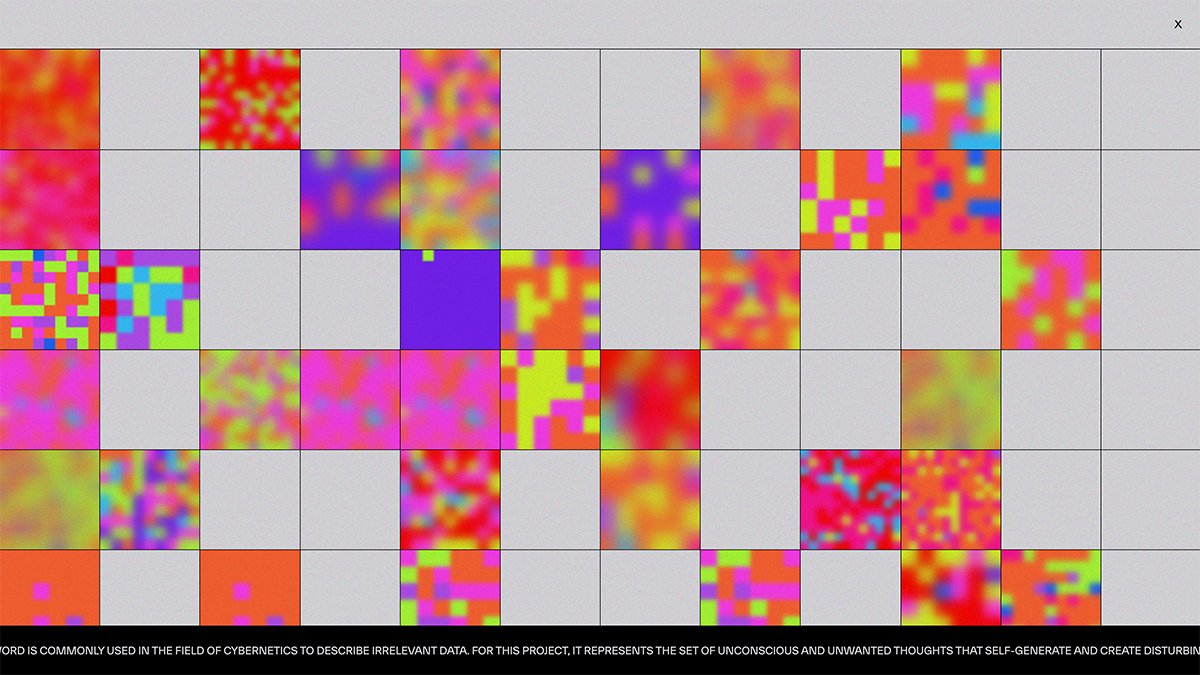 X
WORD IS COMMONLY USED IN THE FIELD OF CYBERNETICS TO DESCRIBE IRRELEVANT DATA. FOR THIS PROJECT, IT REPRESENTS THE SET OF UNCONSCIOUS AND UNWANTED THOUGHTS THAT SELF-GENERATE AND CREATE